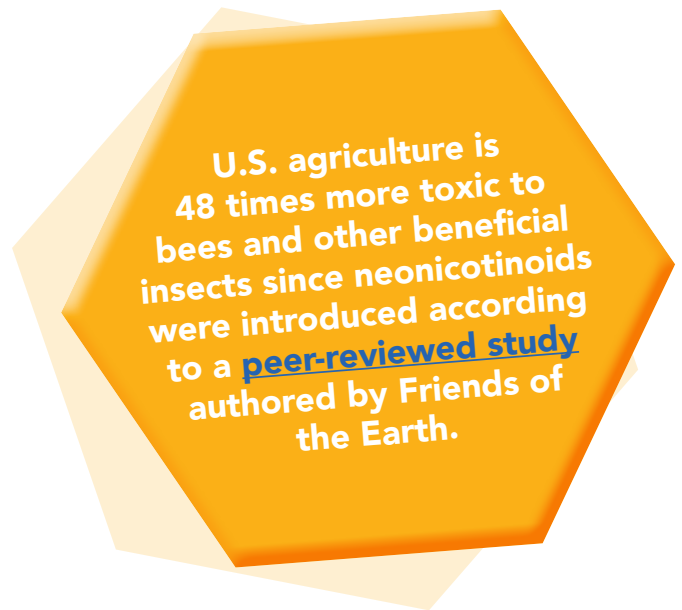 U.S. agriculture is
48 times more toxic to
bees and other beneficial
insects since neonicotinoids
were introduced according
to a peer-reviewed study
authored by Friends of
the Earth.